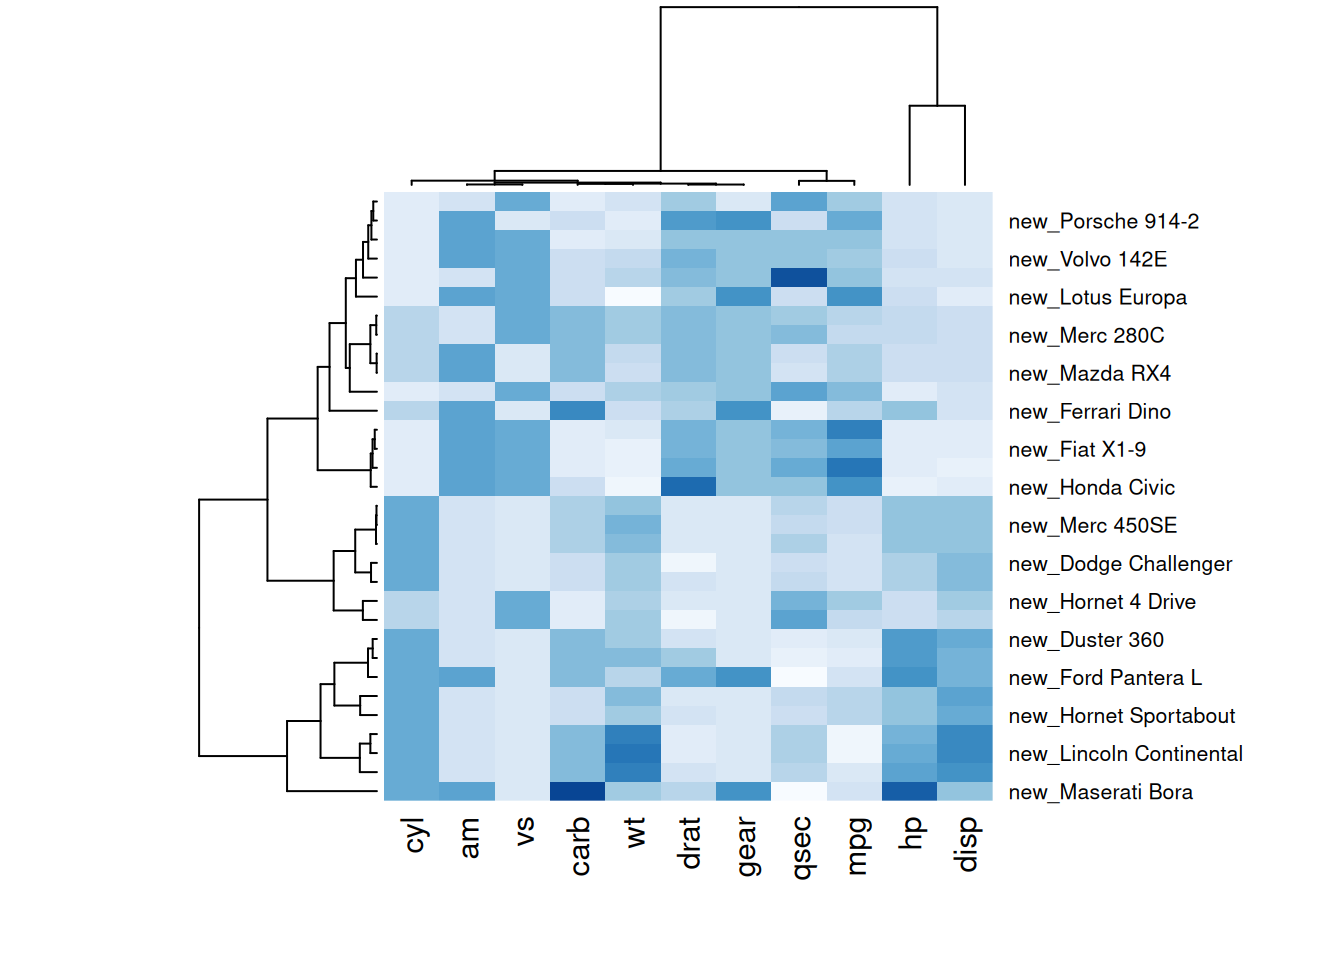 new_Porsche 914-2
new_Volvo 142E
new_Lotus Europa
new_Merc 280C
new_Mazda RX4
new_Ferrari Dino
new_Fiat X1-9
new_Honda Civic
new_Merc 450SE
new_Dodge Challenger
new_Hornet 4 Drive
new_Duster 360
new_Ford Pantera L
new_Hornet Sportabout
new_Lincoln Continental
new_Maserati Bora
cyl
am
vs
carb
wt
drat
gear
qsec
mpg
hp
disp